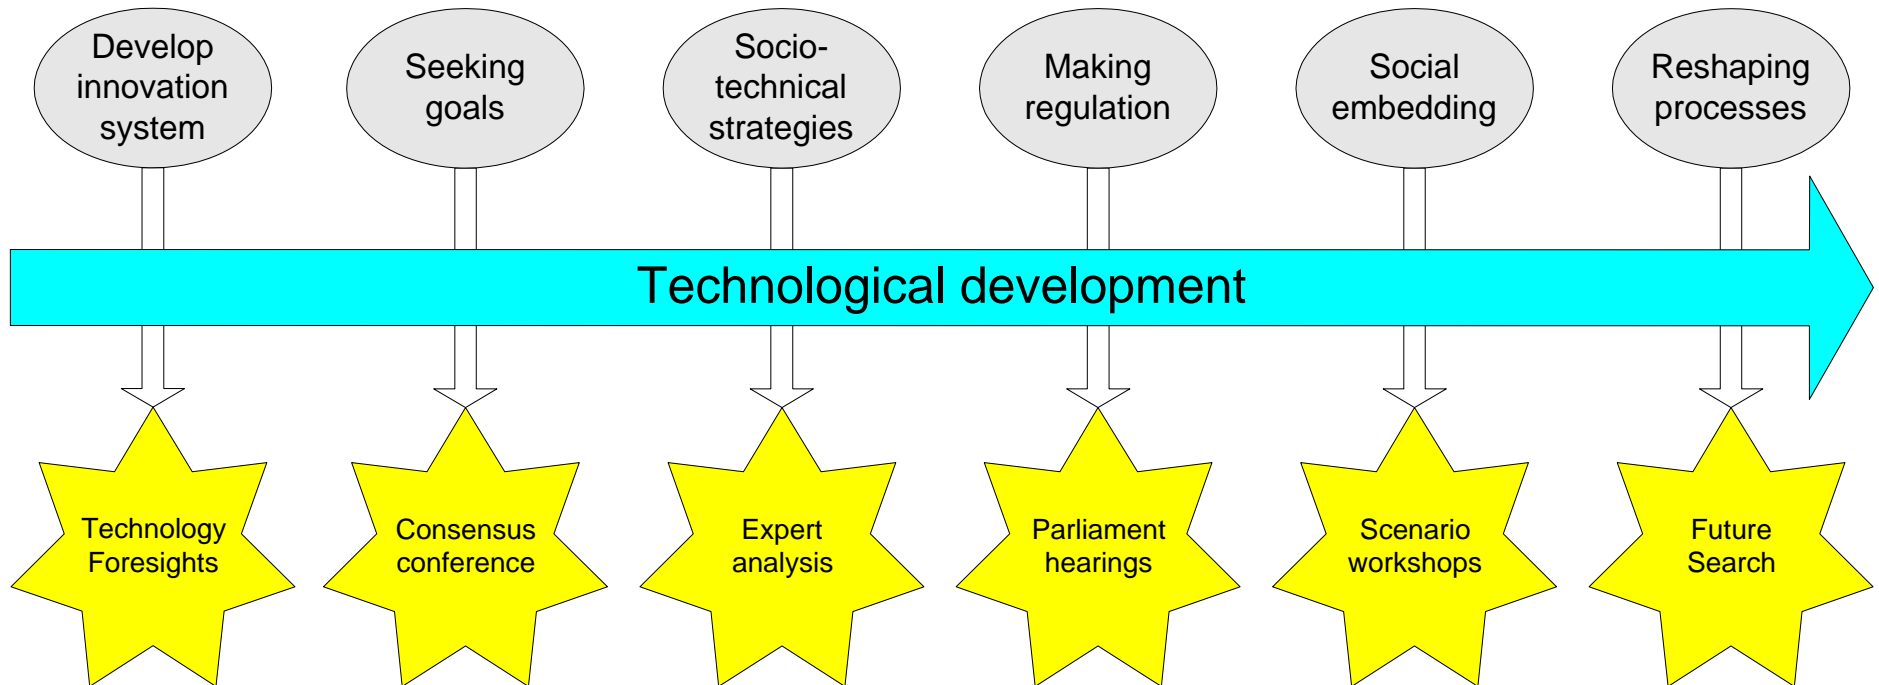 Develop
innovation
system
Seeking
goals
Socio-
technical
strategies
Making
regulation
Social
embedding
Reshaping
processes
Technological development
Technology
Foresights
Consensus
conference
Expert
analysis
Parliament
hearings
Scenario
workshops
Future
Search